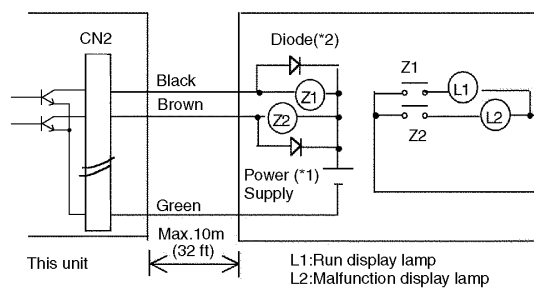 CN2
Diode(*2)
Black
Z1
Z1
L1
Brown
Z2
L2
Z2
Power (*1)
Supply
Green
Max.10m
(32 ft)
This unit
L1:Run display lamp
L2:Malfunction display lamp